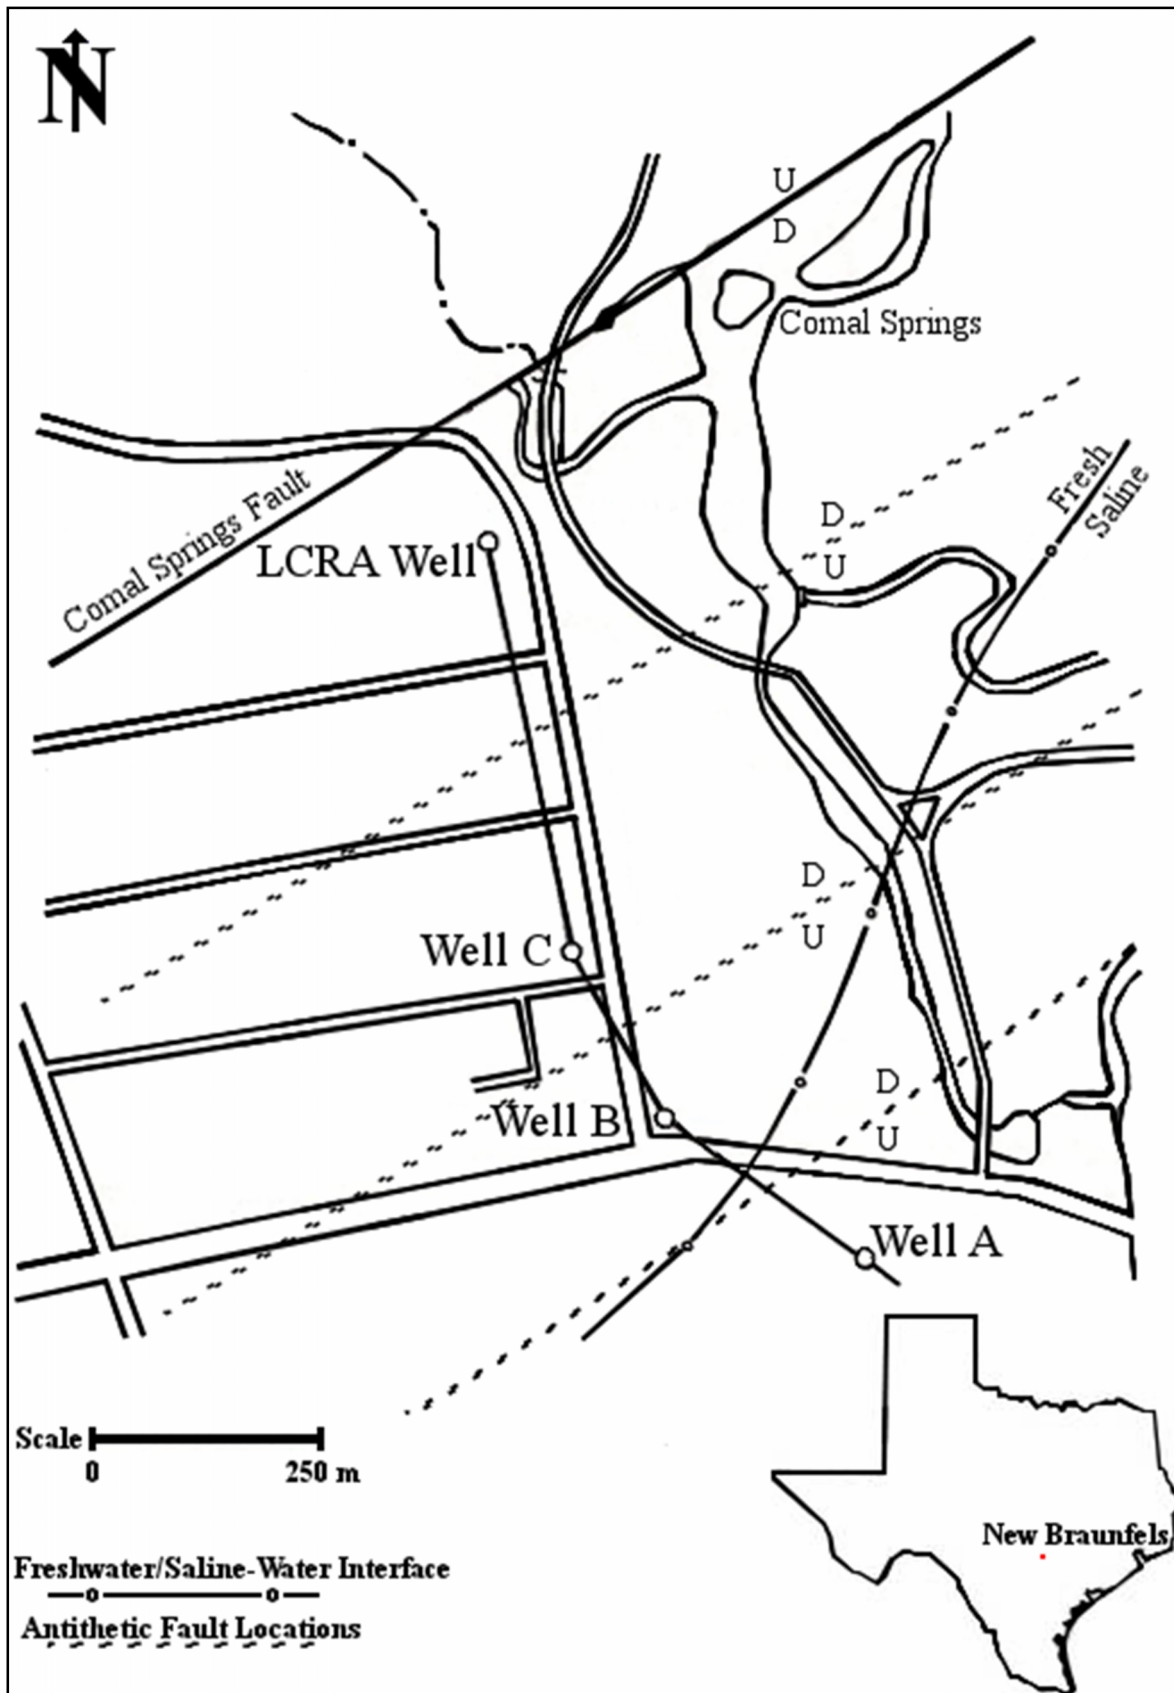 N
U
D
Comal Springs
Comal Springs Fault
Fresh
Saline
D
U
LCRA Well
D
U
Well C
D
U
Well B
Well A
Scale
0
250 m
New Braunfels
Freshwater/Saline-Water Interface
Antithetic Fault Locations